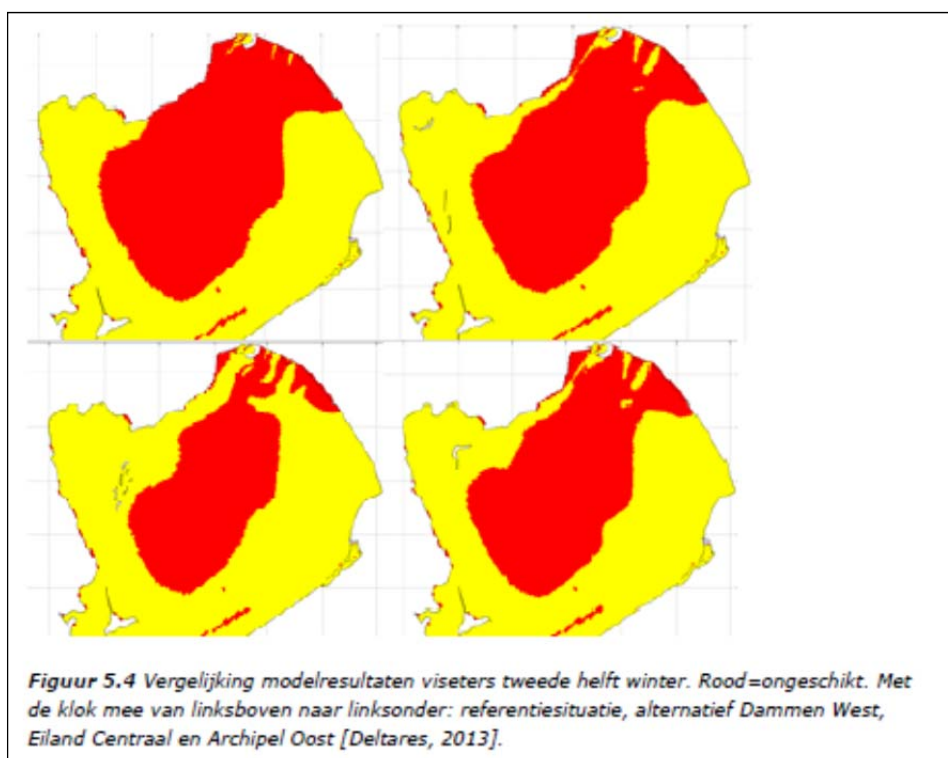 Figuur 5.4 Vergelijking modelresultaten viseters tweede helft winter. Rood=ongeschikt. Met
de klok mee van linksboven naar linksonder: referentiesituatie, alternatief Dammen West,
Eiland Centraal en Archipel Oost [Deltares, 2013].